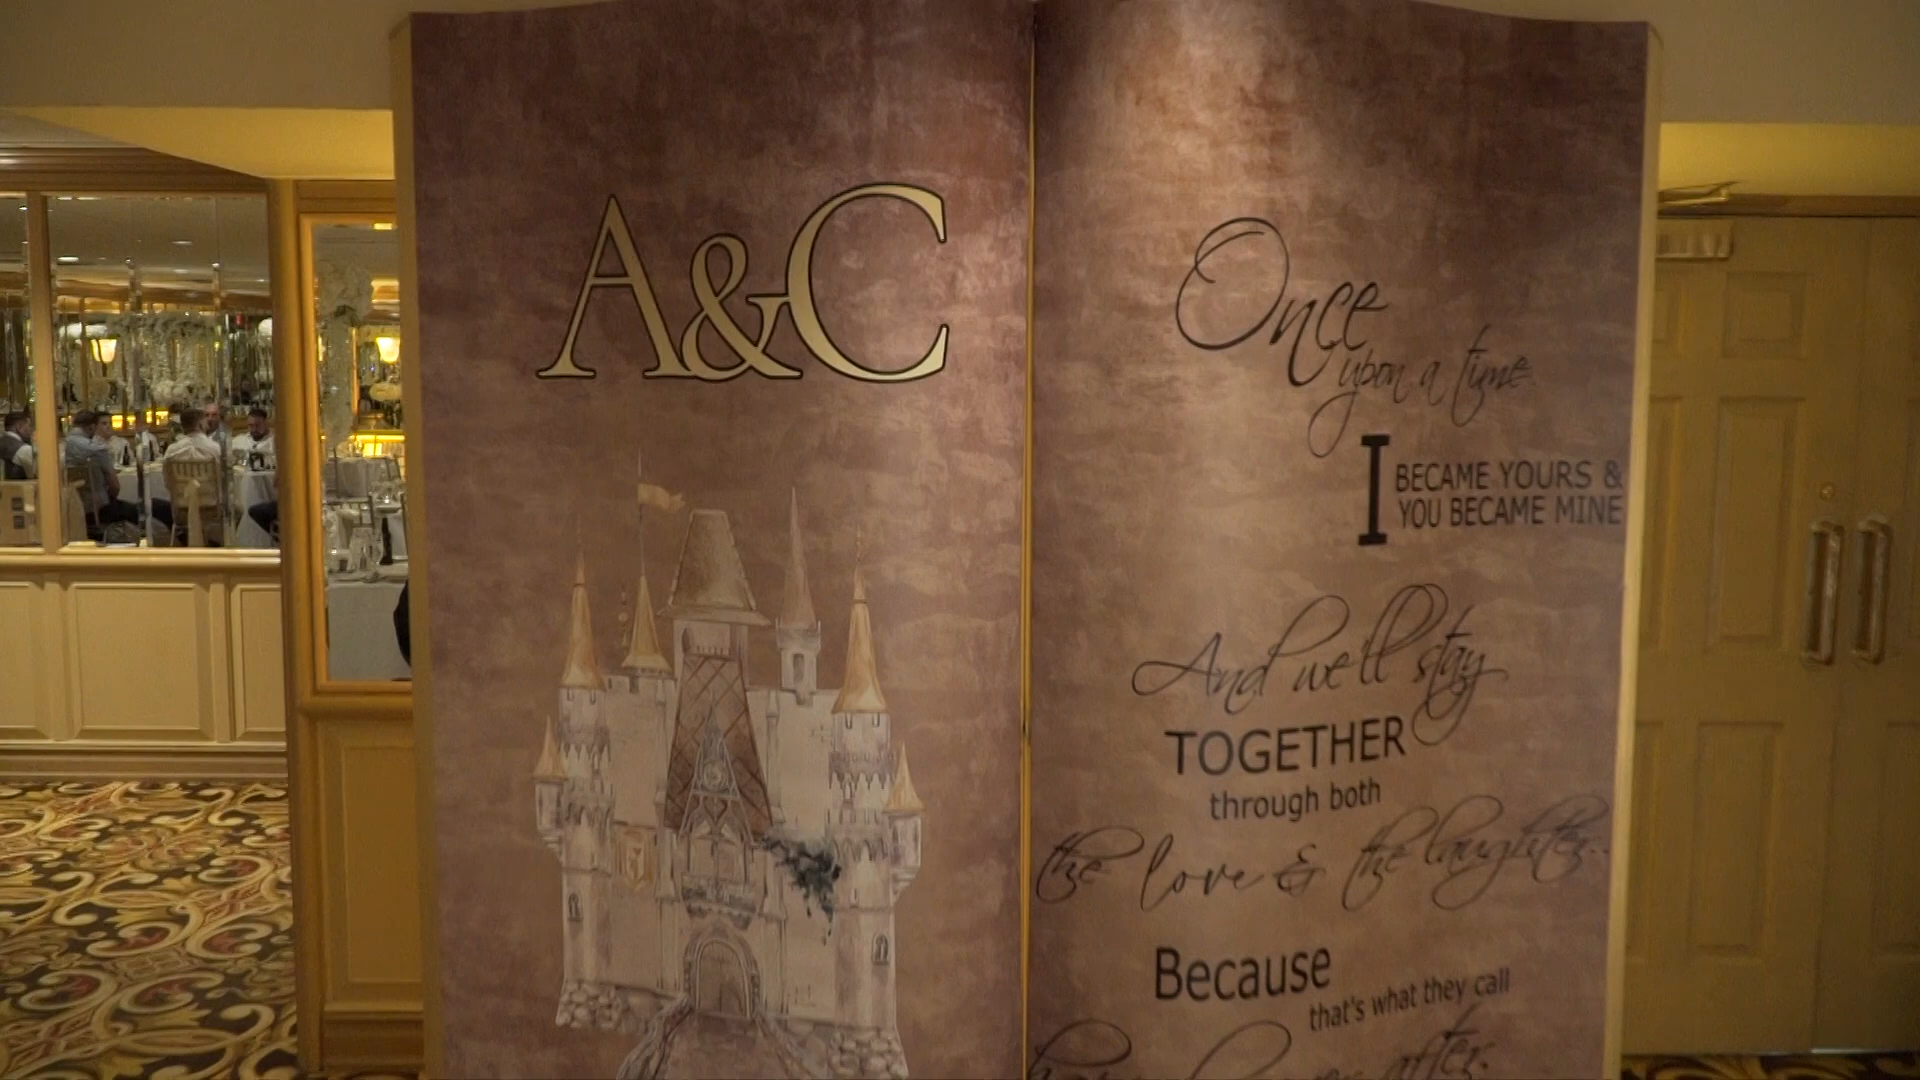 A&C
Once
upon a time
I BECAME YOURS &
YOU BECAME MINE
And we'll stay
TOGETHER
through both
the love & the laughter...
Because
that's what they call
after.